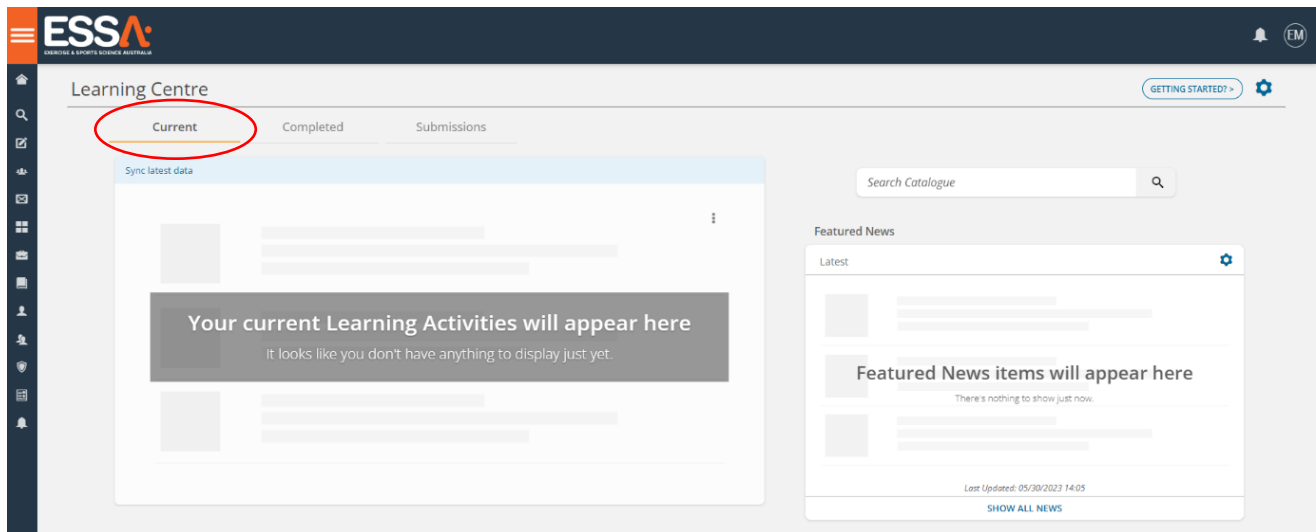 ESSA
EXERCISE & SPORTS SCIENCE AUSTRALIA
EM
Learning Centre
GETTING STARTED? >
Current
Completed
Submissions
Sync latest data
Your current Learning Activities will appear here
It looks like you don't have anything to display just yet.
Search Catalogue
Featured News
Latest
Featured News items will appear here
There's nothing to show just now.
Last Updated: 05/30/2023 14:05
SHOW ALL NEWS